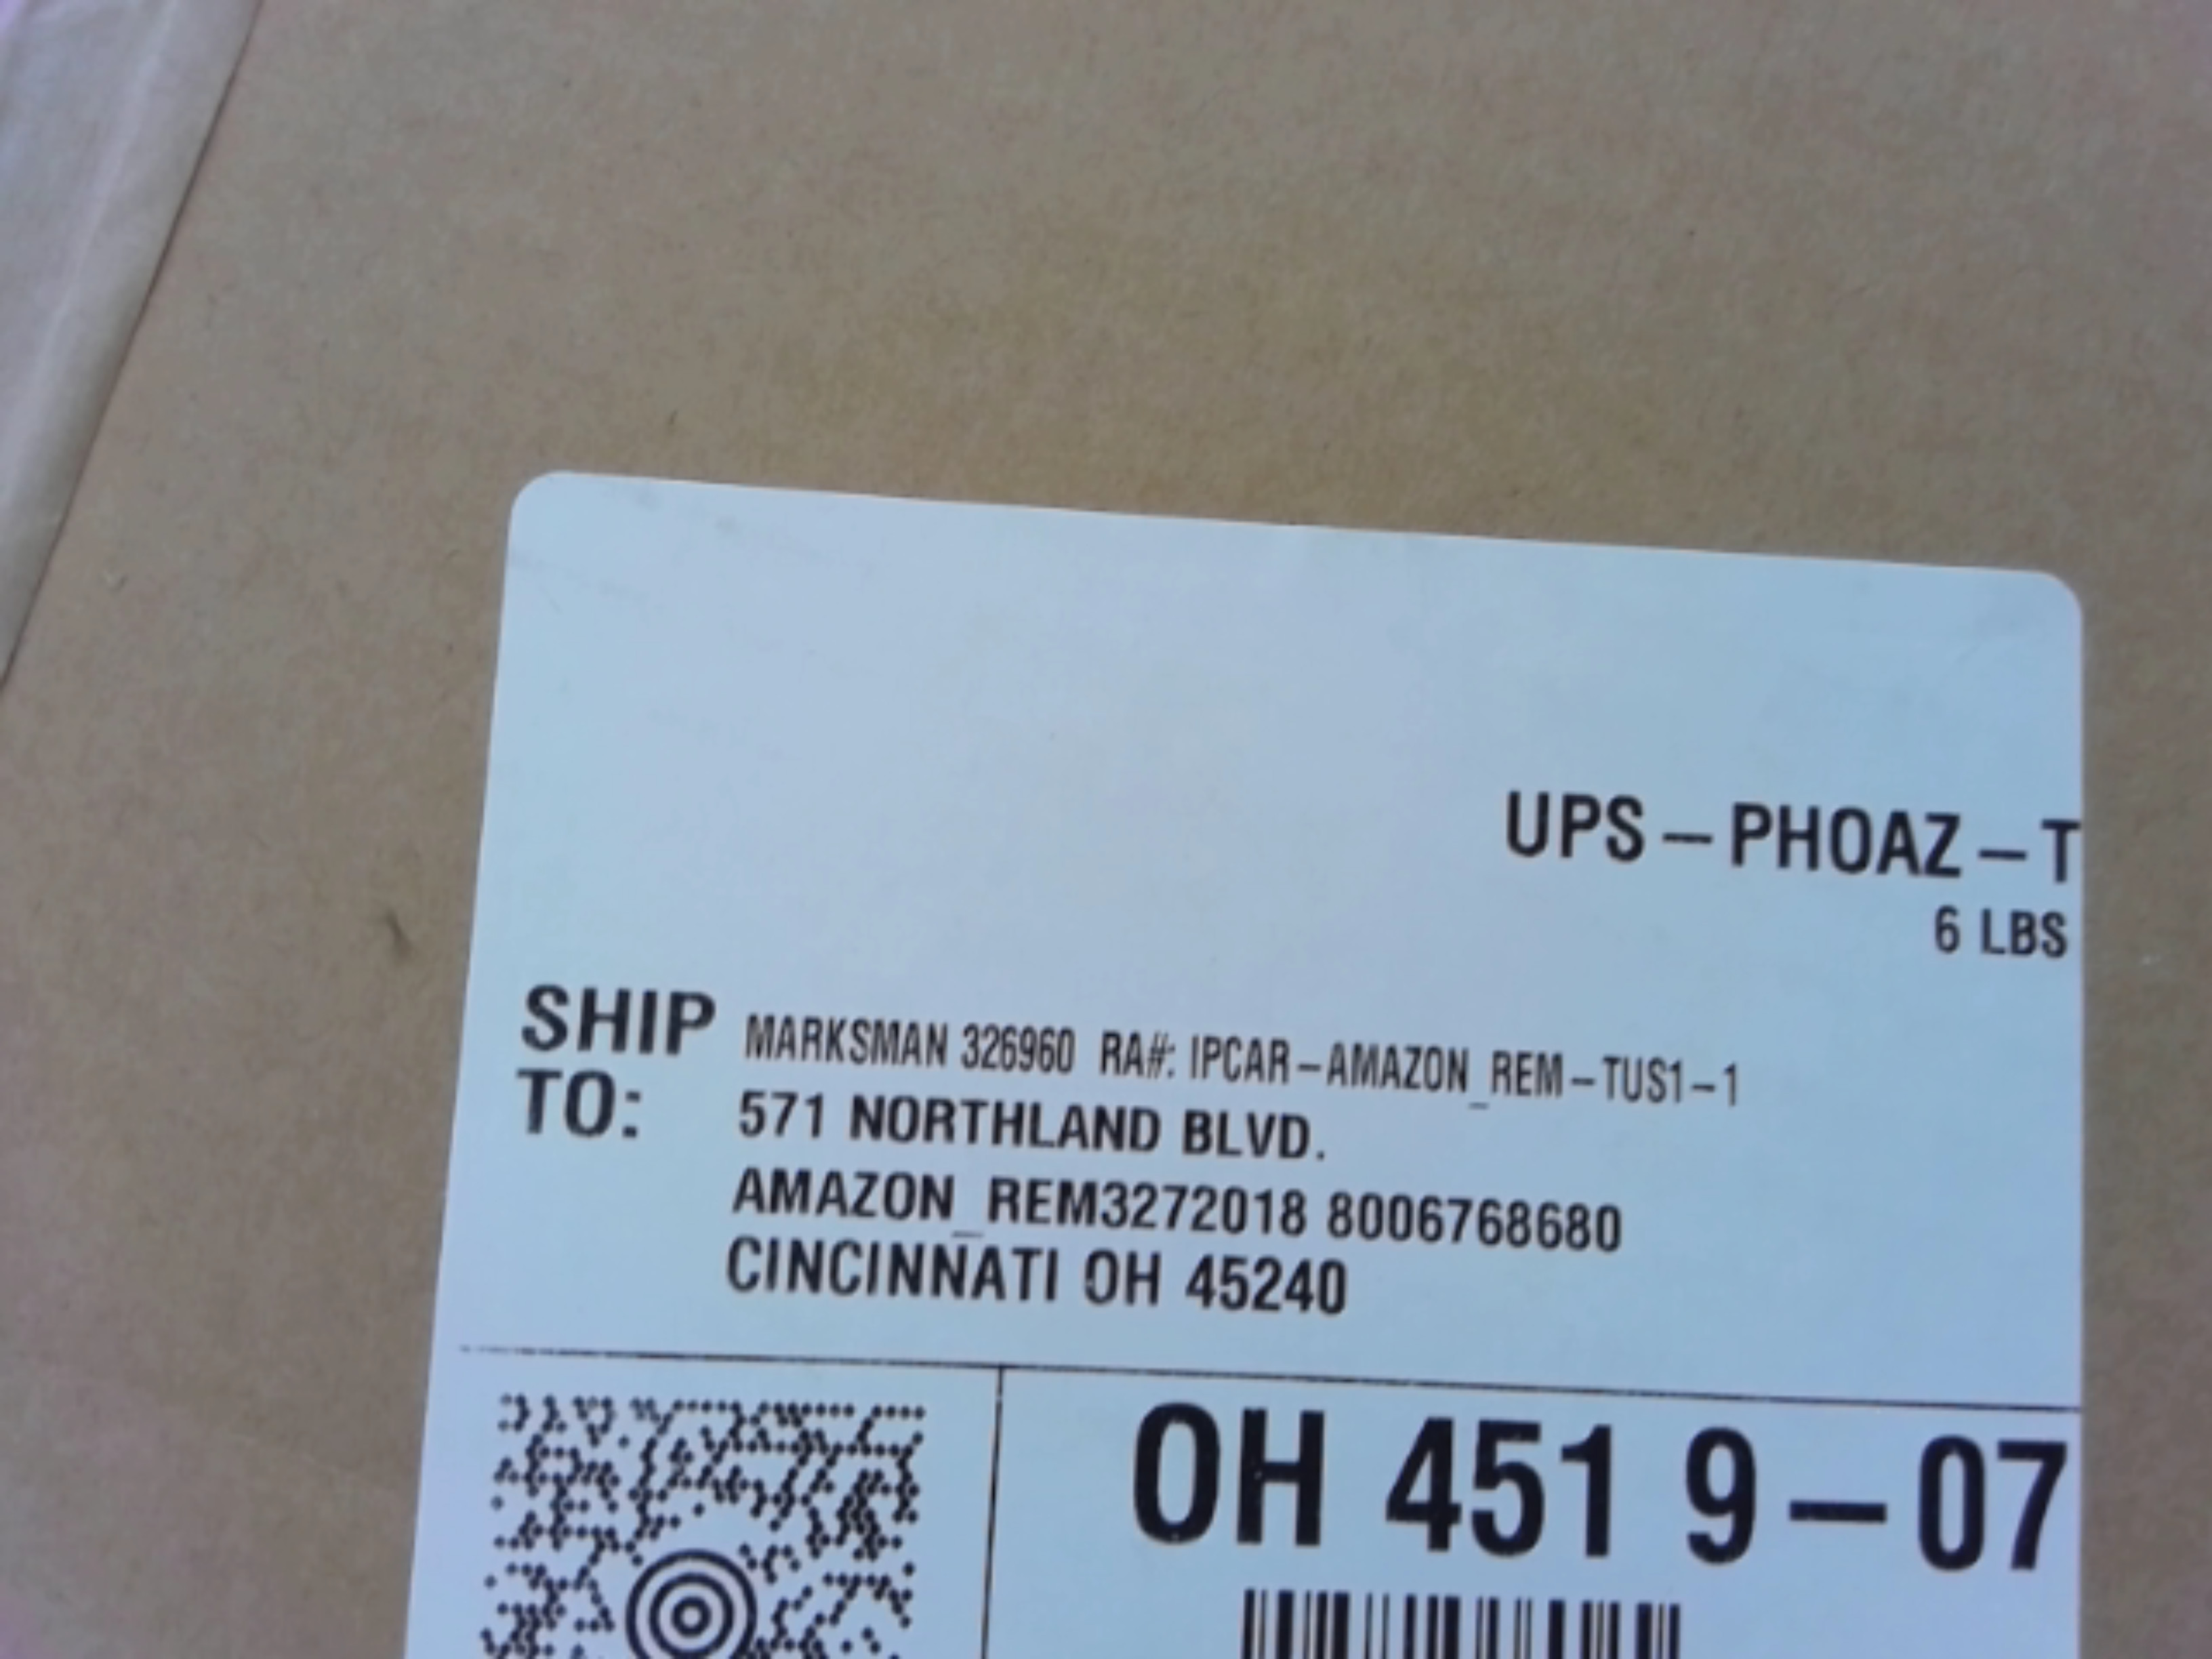 UPS – PHOAZ – T
6 LBS
SHIP TO: MARKSMAN 326960 RA#: IPCAR–AMAZON_REM–TUS1–1
571 NORTHLAND BLVD.
AMAZON_REM3272018 8006768680
CINCINNATI OH 45240
OH 451 9–07